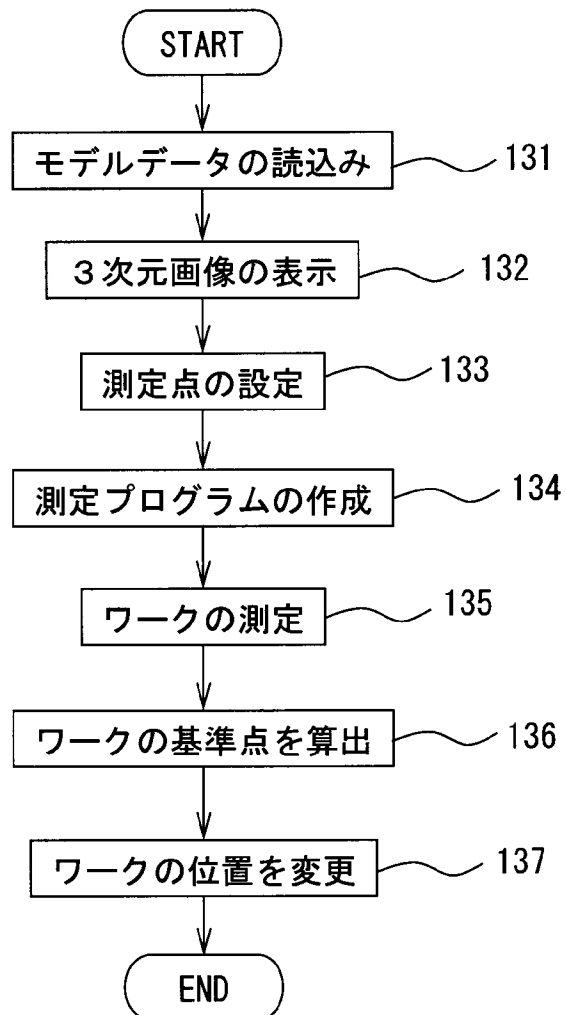 START
モデルデータの読込み
131
３次元画像の表示
132
測定点の設定
133
測定プログラムの作成
134
ワークの測定
135
ワークの基準点を算出
136
ワークの位置を変更
137
END